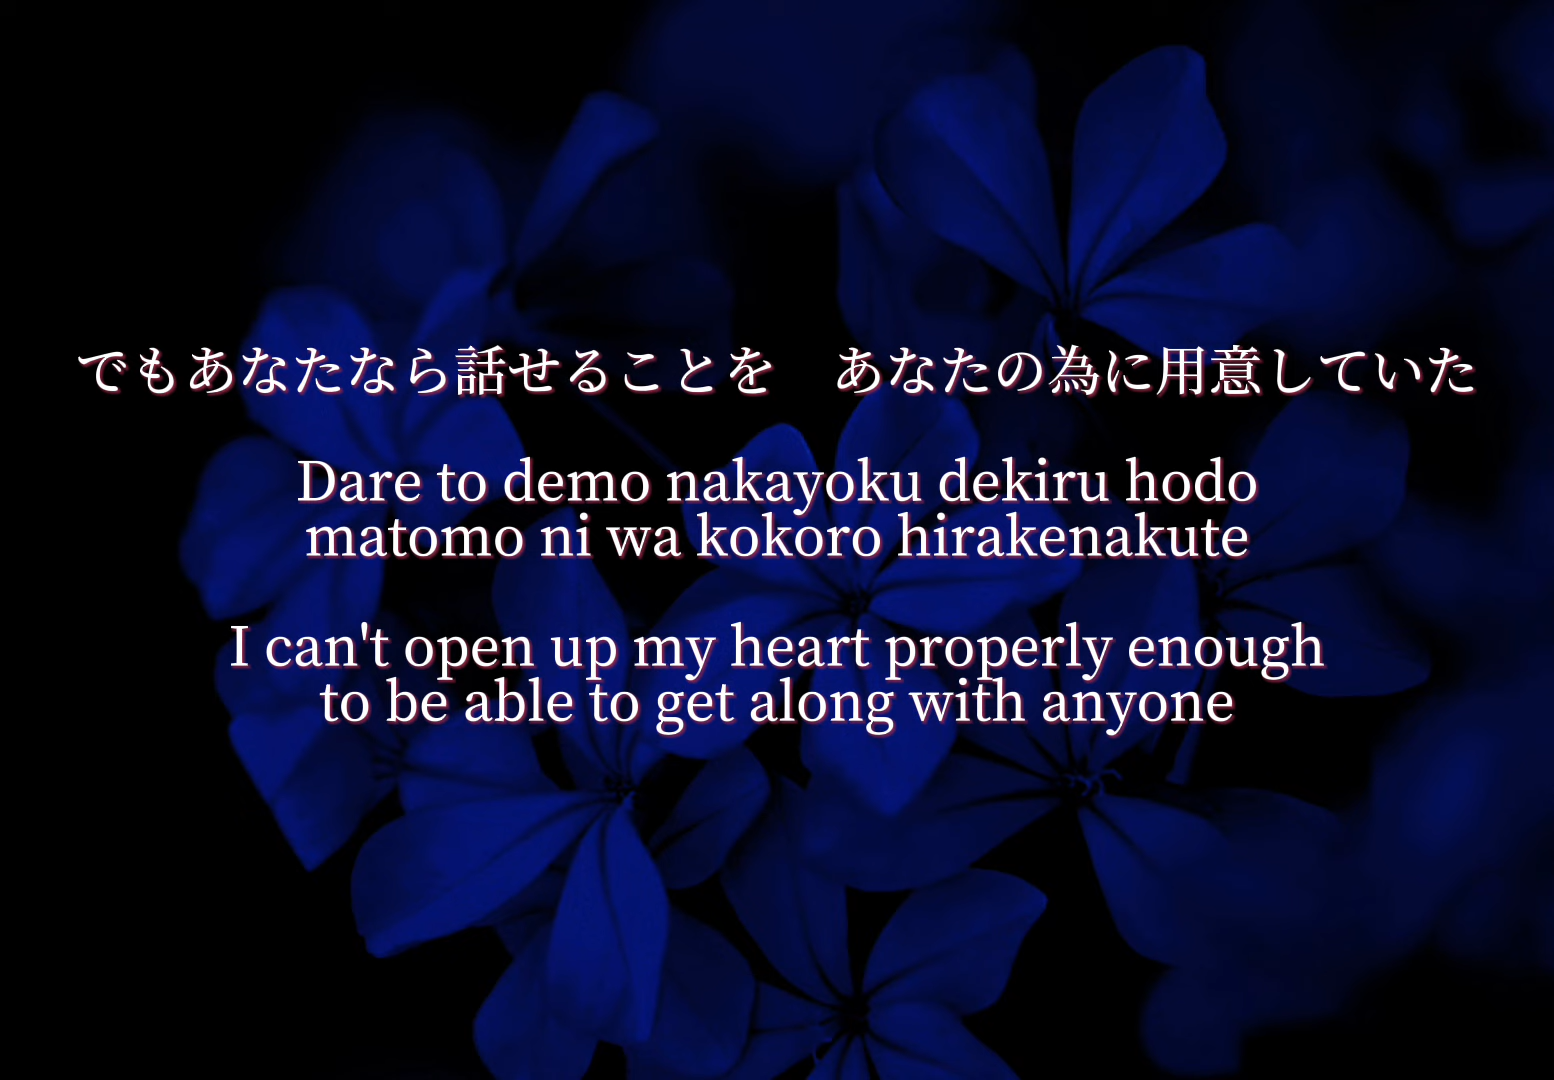 でもあなたなら話せることを　あなたの為に用意していた
Dare to demo nakayoku dekiru hodo
matomo ni wa kokoro hirakenakute
I can't open up my heart properly enough
to be able to get along with anyone